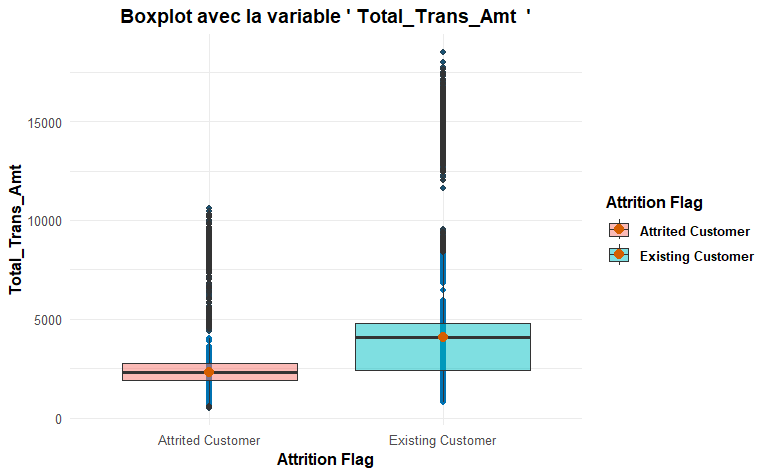 Boxplot avec la variable ' Total_Trans_Amt '
Total_Trans_Amt
15000
10000
5000
0
Attrited Customer
Existing Customer
Attrition Flag
Attrition Flag
Attrited Customer
Existing Customer